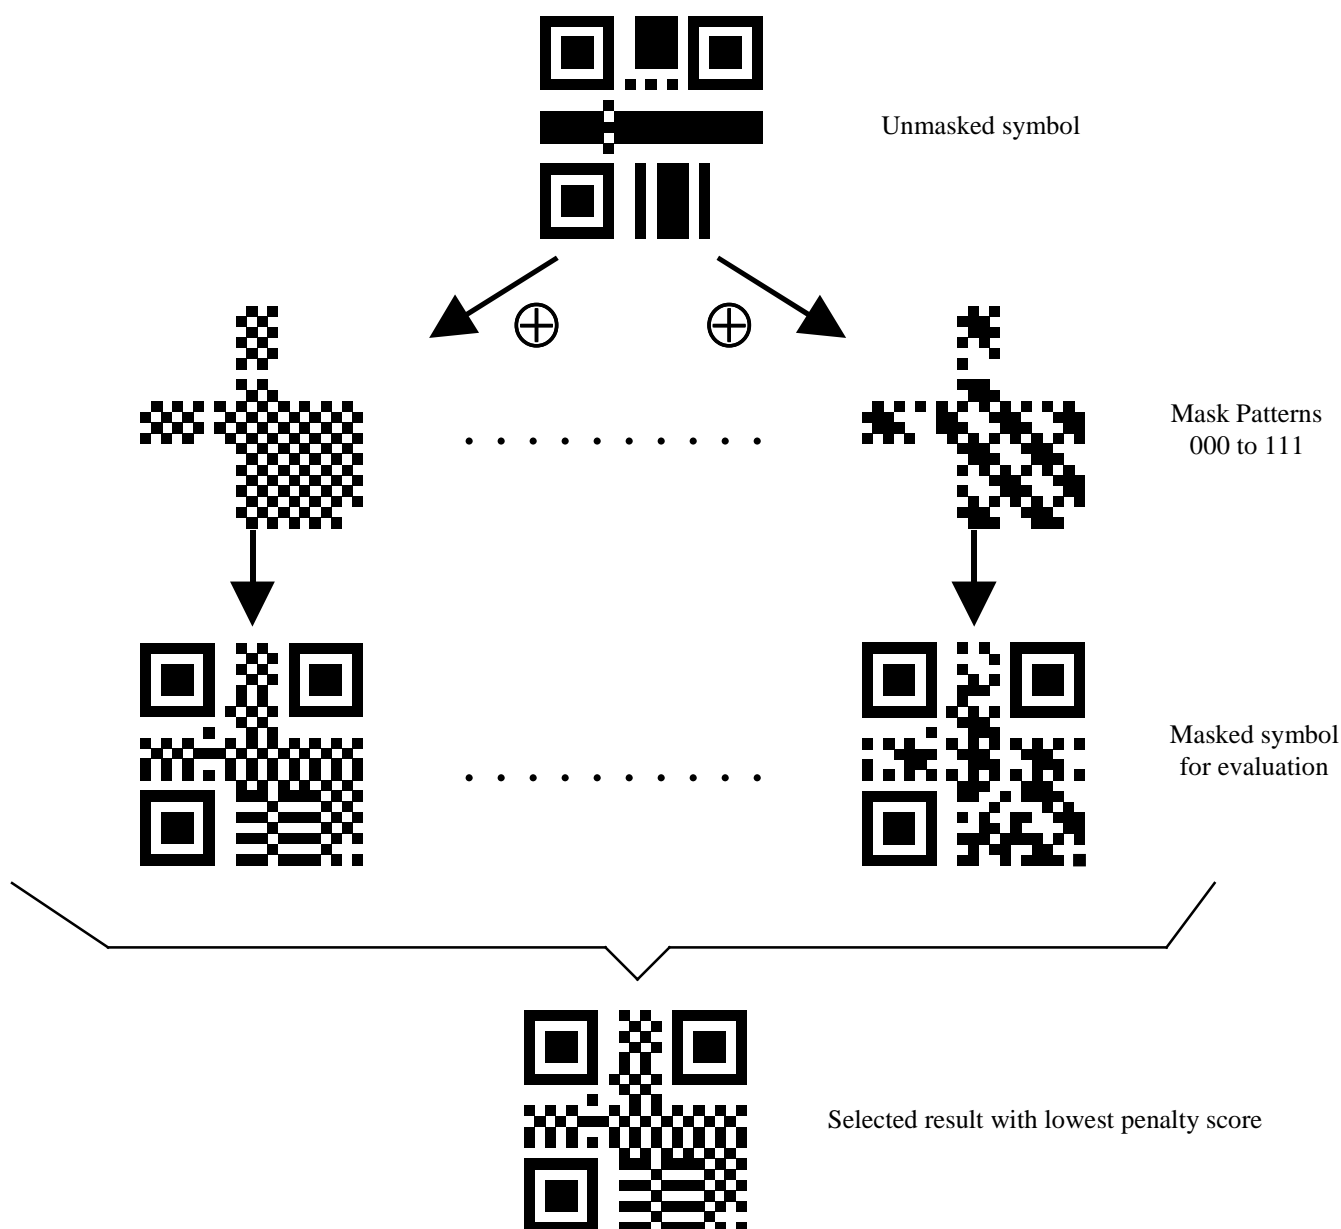 Unmasked symbol
Mask Patterns
000 to 111
Masked symbol
for evaluation
Selected result with lowest penalty score